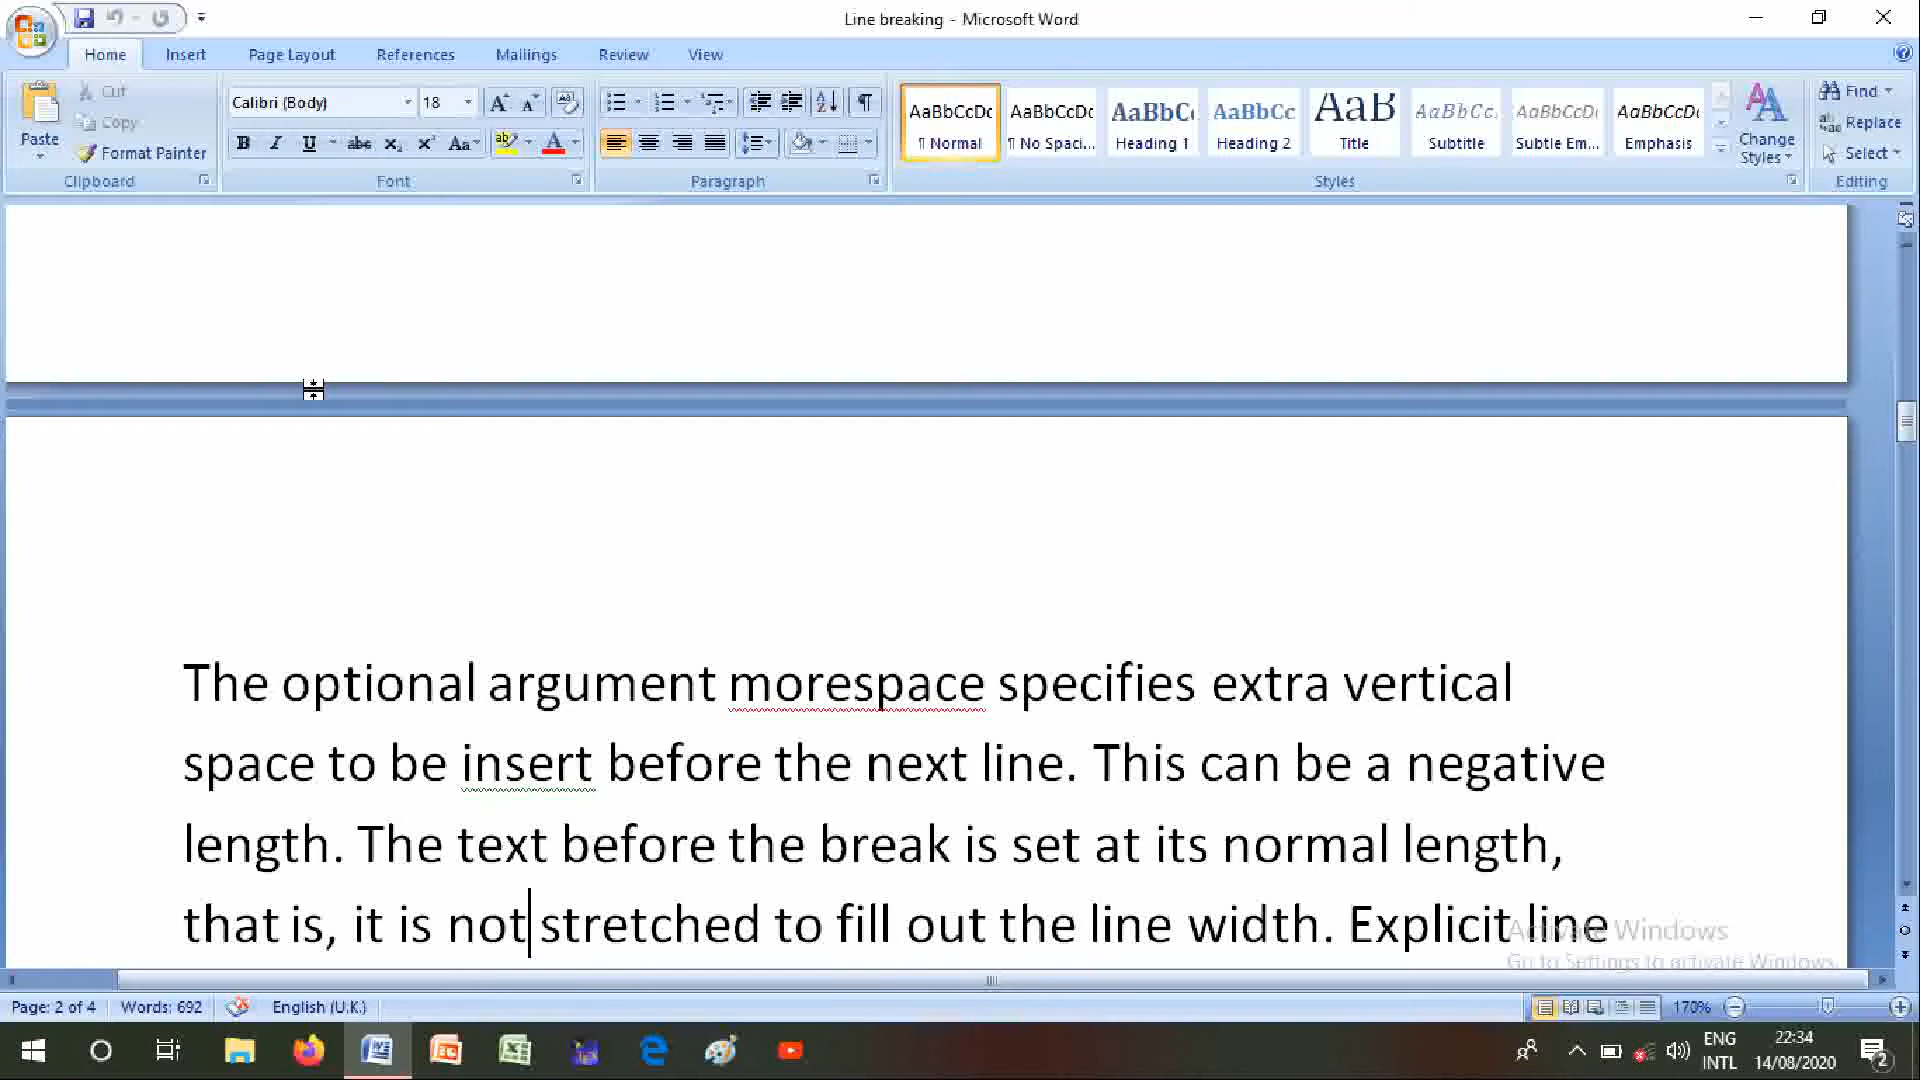 Line breaking - Microsoft Word
Home Insert Page Layout References Mailings Review View
Paste
Cut
Copy
Format Painter
Clipboard
Calibri (Body) 18
Font
Paragraph
AaBbCcDc AaBbCcDc AaBbC AaBbCc AaB AaBbCc. AaBbCcDc AaBbCcDc
¶ Normal ¶ No Spaci... Heading 1 Heading 2 Title Subtitle Subtle Em... Emphasis
Change Styles
Styles
Find
Replace
Select
Editing
The optional argument morespace specifies extra vertical
space to be insert before the next line. This can be a negative
length. The text before the break is set at its normal length,
that is, it is not stretched to fill out the line width. Explicit line
Activate Windows
Go to Settings to activate Windows.
Page: 2 of 4 Words: 692 English (U.K.) 170%
ENG
INTL
22:34
14/08/2020
2